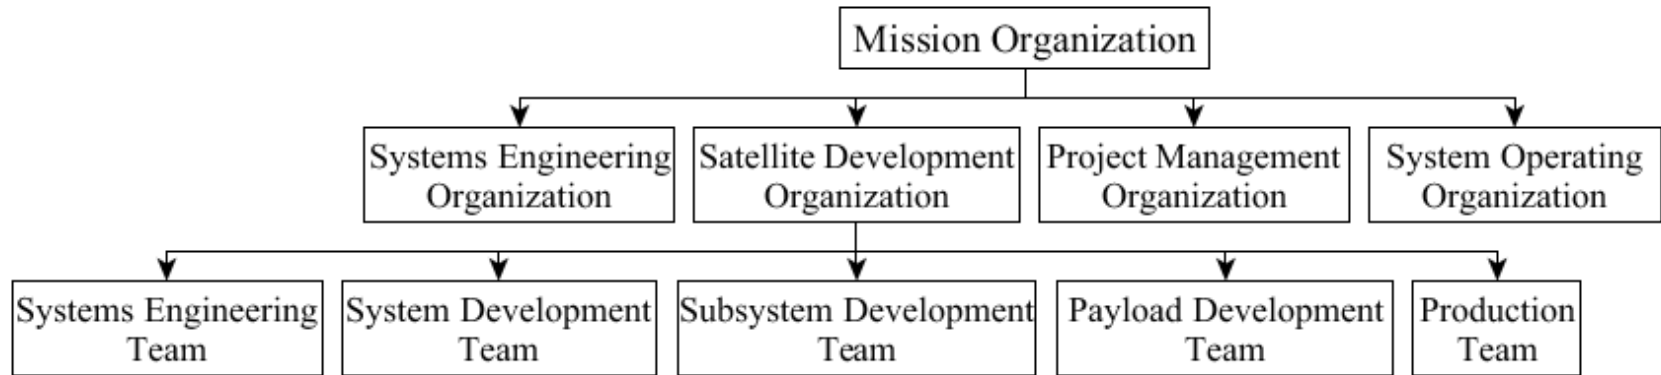 Mission Organization
Systems Engineering
Organization
Satellite Development
Organization
Project Management
Organization
System Operating
Organization
Systems Engineering
Team
System Development
Team
Subsystem Development
Team
Payload Development
Team
Production
Team